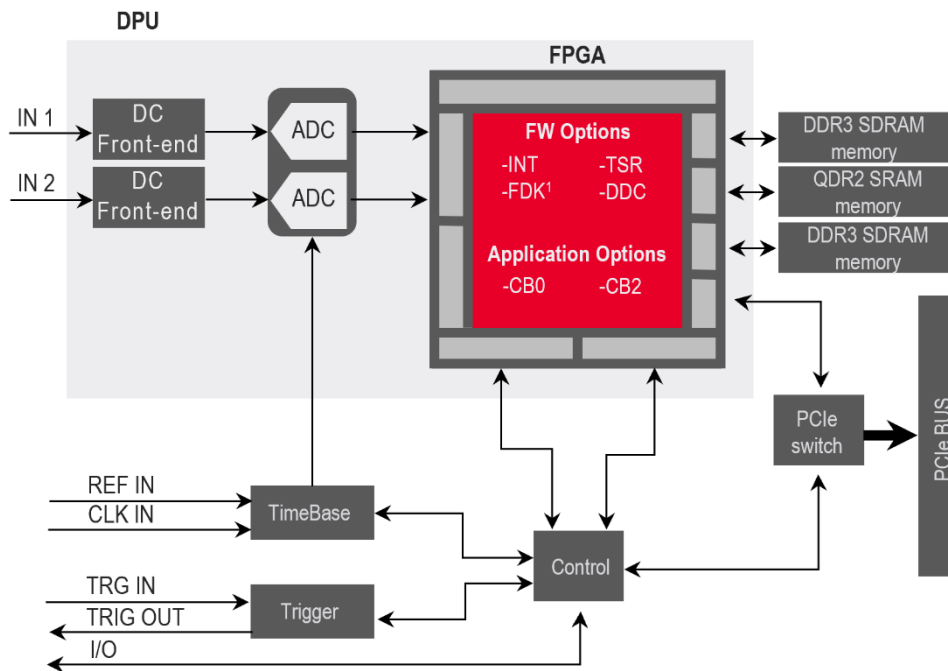 DPU
FPGA
IN 1
DC
Front-end
ADC
IN 2
DC
Front-end
ADC
FW Options
-INT -TSR
-FDK¹ -DDC
Application Options
-CB0 -CB2
DDR3 SDRAM
memory
QDR2 SRAM
memory
DDR3 SDRAM
memory
PCIe
switch
PCIe BUS
REF IN
CLK IN
TimeBase
Control
TRG IN
TRIG OUT
Trigger
I/O